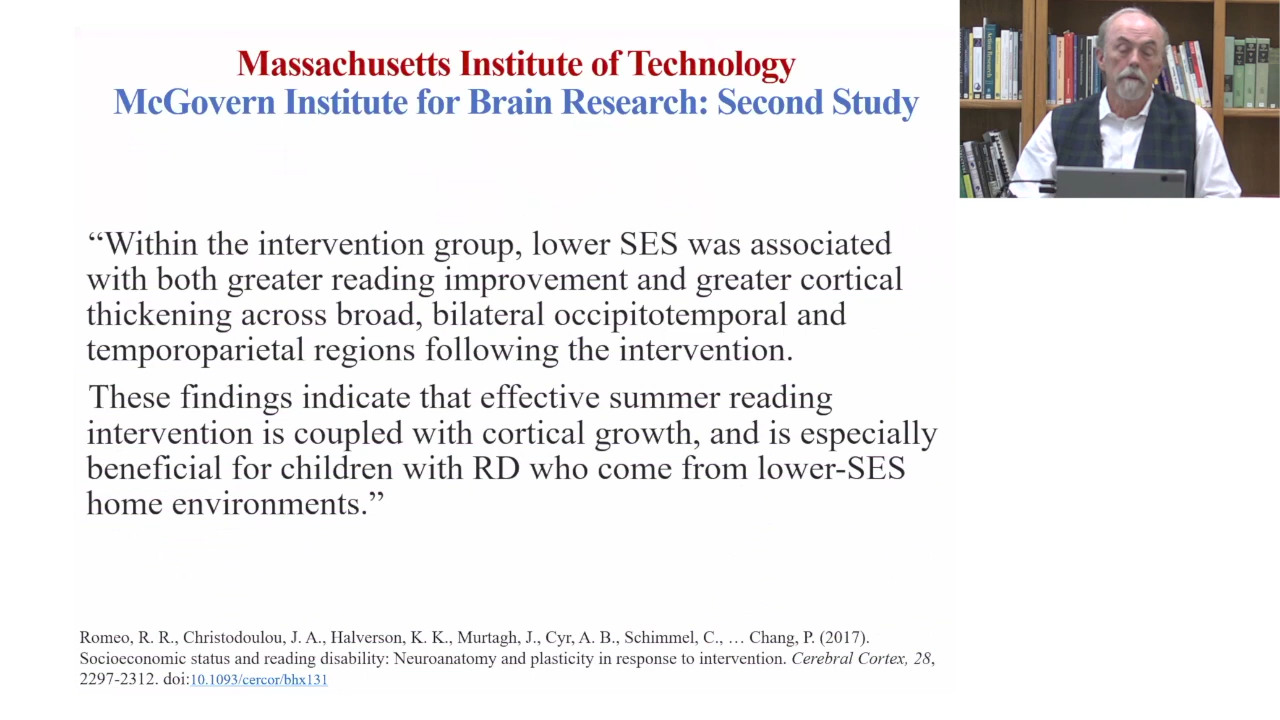 Massachusetts Institute of Technology
McGovern Institute for Brain Research: Second Study
“Within the intervention group, lower SES was associated
with both greater reading improvement and greater cortical
thickening across broad, bilateral occipitotemporal and
temporoparietal regions following the intervention.
These findings indicate that effective summer reading
intervention is coupled with cortical growth, and is especially
beneficial for children with RD who come from lower-SES
home environments.”
Romeo, R. R., Christodoulou, J. A., Halverson, K. K., Murtagh, J., Cyr, A. B., Schimmel, C., … Chang, P. (2017).
Socioeconomic status and reading disability: Neuroanatomy and plasticity in response to intervention. Cerebral Cortex, 28,
2297-2312. doi:10.1093/cercor/bhx131